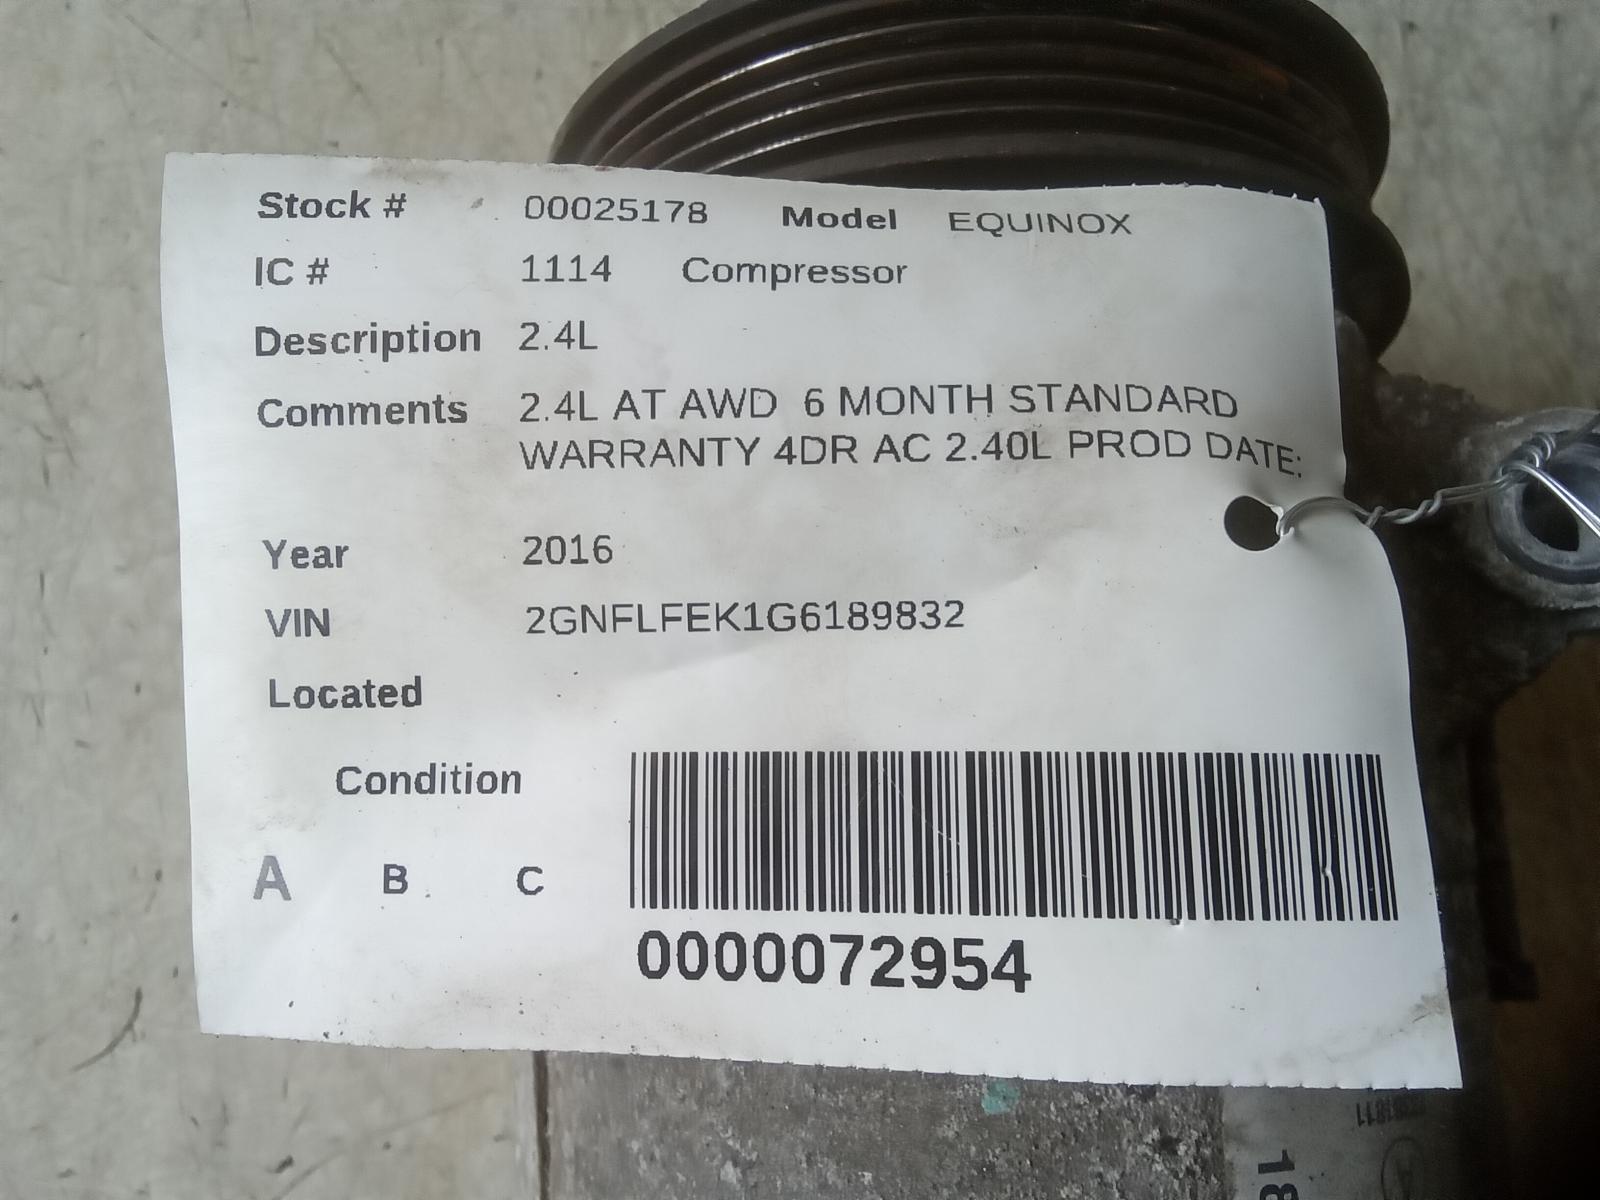 Stock # 00025178 Model EQUINOX
IC # 1114 Compressor
Description 2.4L
Comments 2.4L AT AWD 6 MONTH STANDARD
WARRANTY 4DR AC 2.40L PROD DATE:
Year 2016
VIN 2GNFLFEK1G6189832
Located
Condition
A B C
0000072954
18